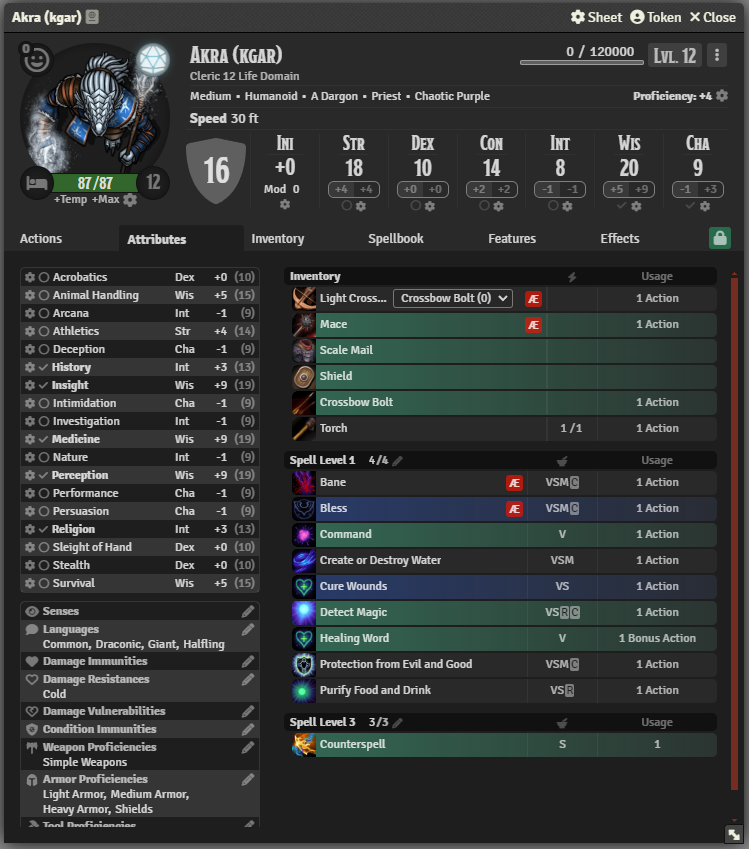 Akra (kgar) Sheet Token Close
0
AKRA (KGAR)
0 / 120000 LVL. 12
Cleric 12 Life Domain
Medium • Humanoid • A Dargon • Priest • Chaotic Purple
Proficiency: +4
Speed 30 ft
87/87
12
+Temp +Max
16
INI STR DEX CON INT WIS CHA
+0 18 10 14 8 20 9
Mod 0 +4 +4 +0 +0 +2 +2 -1 -1 +5 +9 -1 +3
Actions Attributes Inventory Spellbook Features Effects
Acrobatics Dex +0 (10)
Animal Handling Wis +5 (15)
Arcana Int -1 (9)
Athletics Str +4 (14)
Deception Cha -1 (9)
History Int +3 (13)
Insight Wis +9 (19)
Intimidation Cha -1 (9)
Investigation Int -1 (9)
Medicine Wis +9 (19)
Nature Int -1 (9)
Perception Wis +9 (19)
Performance Cha -1 (9)
Persuasion Cha -1 (9)
Religion Int +3 (13)
Sleight of Hand Dex +0 (10)
Stealth Dex +0 (10)
Survival Wis +5 (15)
Senses
Languages
Common, Draconic, Giant, Halfling
Damage Immunities
Damage Resistances
Cold
Damage Vulnerabilities
Condition Immunities
Weapon Proficiencies
Simple Weapons
Armor Proficiencies
Light Armor, Medium Armor,
Heavy Armor, Shields
Tool Proficiencies
Inventory Usage
Light Cross... Crossbow Bolt (0) Æ 1 Action
Mace Æ 1 Action
Scale Mail
Shield
Crossbow Bolt 1 Action
Torch 1 / 1 1 Action
Spell Level 1 4/4 Usage
Bane Æ VSMC 1 Action
Bless Æ VSMC 1 Action
Command V 1 Action
Create or Destroy Water VSM 1 Action
Cure Wounds VS 1 Action
Detect Magic VSRC 1 Action
Healing Word V 1 Bonus Action
Protection from Evil and Good VSMC 1 Action
Purify Food and Drink VSR 1 Action
Spell Level 3 3/3 Usage
Counterspell S 1